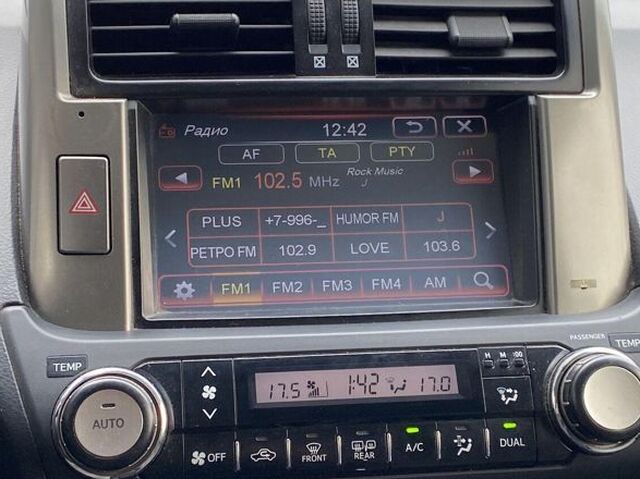 Радио 12:42
AF TA PTY
FM1 102.5 MHz Rock Music
J
PLUS +7-996-_ HUMOR FM J
РЕТРО FM 102.9 LOVE 103.6
FM1 FM2 FM3 FM4 AM
PASSENGER
TEMP H M :00 TEMP
17.5 1:42 17.0
AUTO
OFF FRONT REAR A/C DUAL